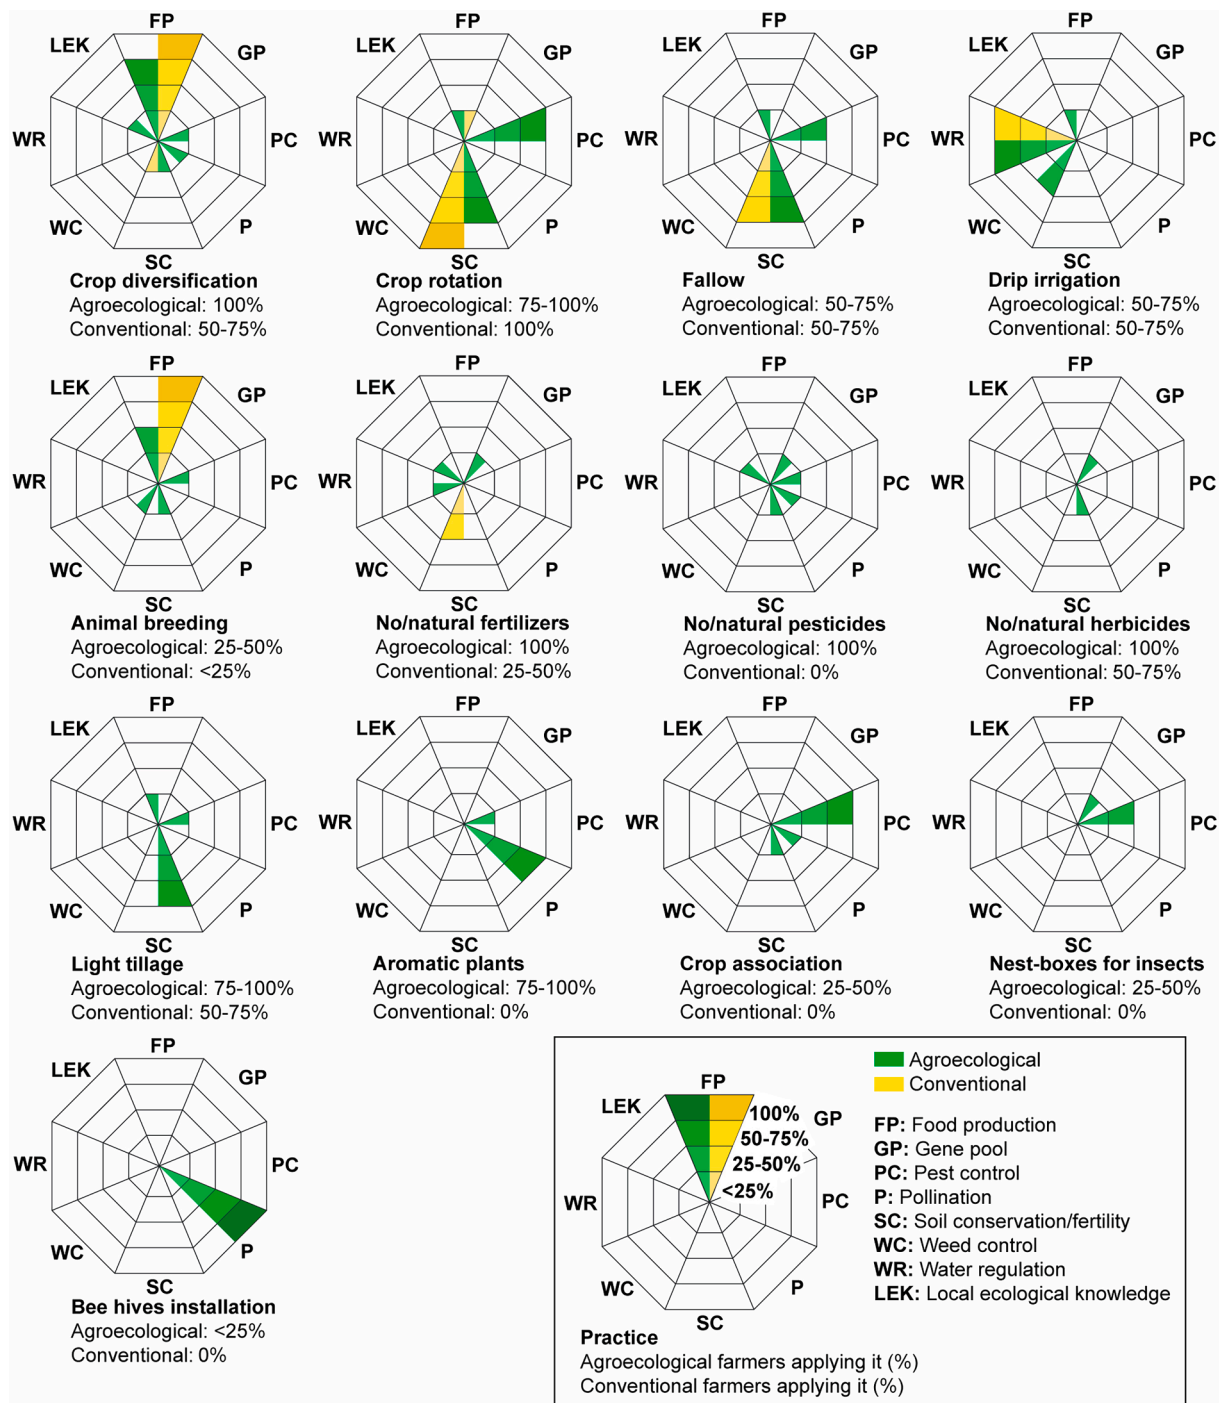 FP
LEK
GP
WR
PC
WC
P
SC
Crop diversification
Agroecological: 100%
Conventional: 50-75%
FP
LEK
GP
WR
PC
WC
P
SC
Crop rotation
Agroecological: 75-100%
Conventional: 100%
FP
LEK
GP
WR
PC
WC
P
SC
Fallow
Agroecological: 50-75%
Conventional: 50-75%
FP
LEK
GP
WR
PC
WC
P
SC
Drip irrigation
Agroecological: 50-75%
Conventional: 50-75%
FP
LEK
GP
WR
PC
WC
P
SC
Animal breeding
Agroecological: 25-50%
Conventional: <25%
FP
LEK
GP
WR
PC
WC
P
SC
No/natural fertilizers
Agroecological: 100%
Conventional: 25-50%
FP
LEK
GP
WR
PC
WC
P
SC
No/natural pesticides
Agroecological: 100%
Conventional: 0%
FP
LEK
GP
WR
PC
WC
P
SC
No/natural herbicides
Agroecological: 100%
Conventional: 50-75%
FP
LEK
GP
WR
PC
WC
P
SC
Light tillage
Agroecological: 75-100%
Conventional: 50-75%
FP
LEK
GP
WR
PC
WC
P
SC
Aromatic plants
Agroecological: 75-100%
Conventional: 0%
FP
LEK
GP
WR
PC
WC
P
SC
Crop association
Agroecological: 25-50%
Conventional: 0%
FP
LEK
GP
WR
PC
WC
P
SC
Nest-boxes for insects
Agroecological: 25-50%
Conventional: 0%
FP
LEK
GP
WR
PC
WC
P
SC
Bee hives installation
Agroecological: <25%
Conventional: 0%
FP
LEK
GP
100%
50-75%
25-50%
<25%
WR
PC
WC
P
SC
Practice
Agroecological farmers applying it (%)
Conventional farmers applying it (%)
Agroecological
Conventional
FP: Food production
GP: Gene pool
PC: Pest control
P: Pollination
SC: Soil conservation/fertility
WC: Weed control
WR: Water regulation
LEK: Local ecological knowledge